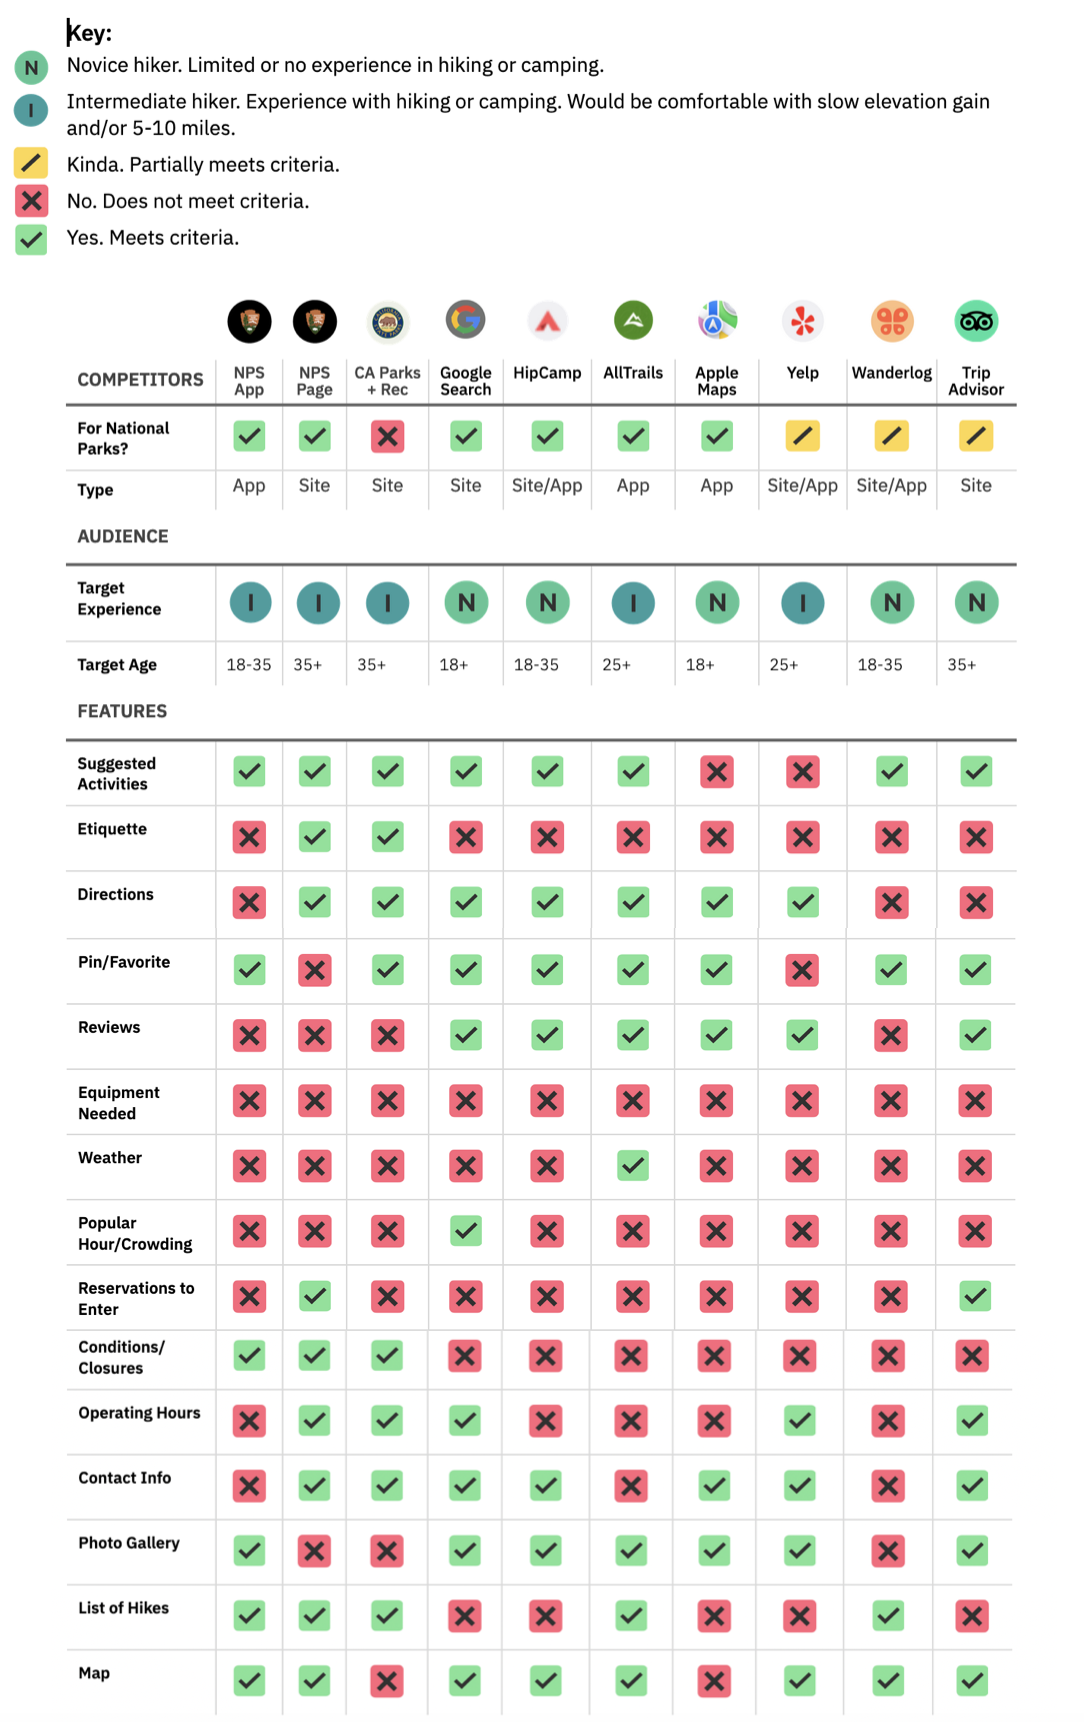 Key:
N Novice hiker. Limited or no experience in hiking or camping.
I Intermediate hiker. Experience with hiking or camping. Would be comfortable with slow elevation gain
and/or 5-10 miles.
Kinda. Partially meets criteria.
No. Does not meet criteria.
Yes. Meets criteria.
COMPETITORS NPS App NPS Page CA Parks + Rec Google Search HipCamp AllTrails Apple Maps Yelp Wanderlog Trip Advisor
For National
Parks?
Type App Site Site Site Site/App App App Site/App Site/App Site
AUDIENCE
Target
Experience I I I N N I N I N N
Target Age 18-35 35+ 35+ 18+ 18-35 25+ 18+ 25+ 18-35 35+
FEATURES
Suggested
Activities
Etiquette
Directions
Pin/Favorite
Reviews
Equipment
Needed
Weather
Popular
Hour/Crowding
Reservations to
Enter
Conditions/
Closures
Operating Hours
Contact Info
Photo Gallery
List of Hikes
Map